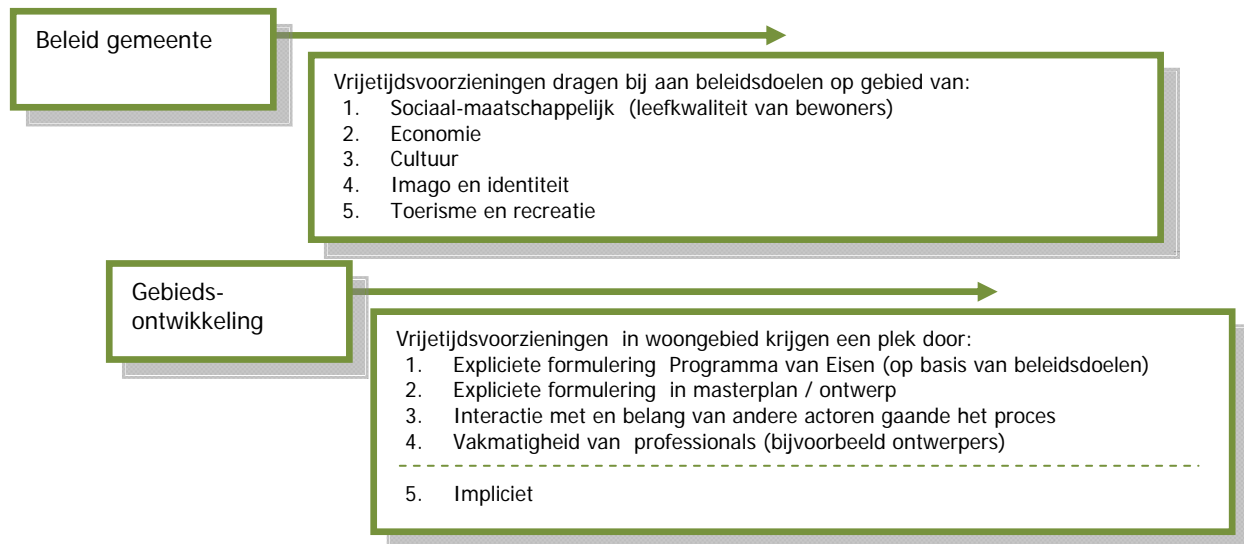 Beleid gemeente
Vrijetijdsvoorzieningen dragen bij aan beleidsdoelen op gebied van:
1. Sociaal-maatschappelijk (leefkwaliteit van bewoners)
2. Economie
3. Cultuur
4. Imago en identiteit
5. Toerisme en recreatie
Gebieds-
ontwikkeling
Vrijetijdsvoorzieningen in woongebied krijgen een plek door:
1. Expliciete formulering Programma van Eisen (op basis van beleidsdoelen)
2. Expliciete formulering in masterplan / ontwerp
3. Interactie met en belang van andere actoren gaande het proces
4. Vakmatigheid van professionals (bijvoorbeeld ontwerpers)
5. Impliciet